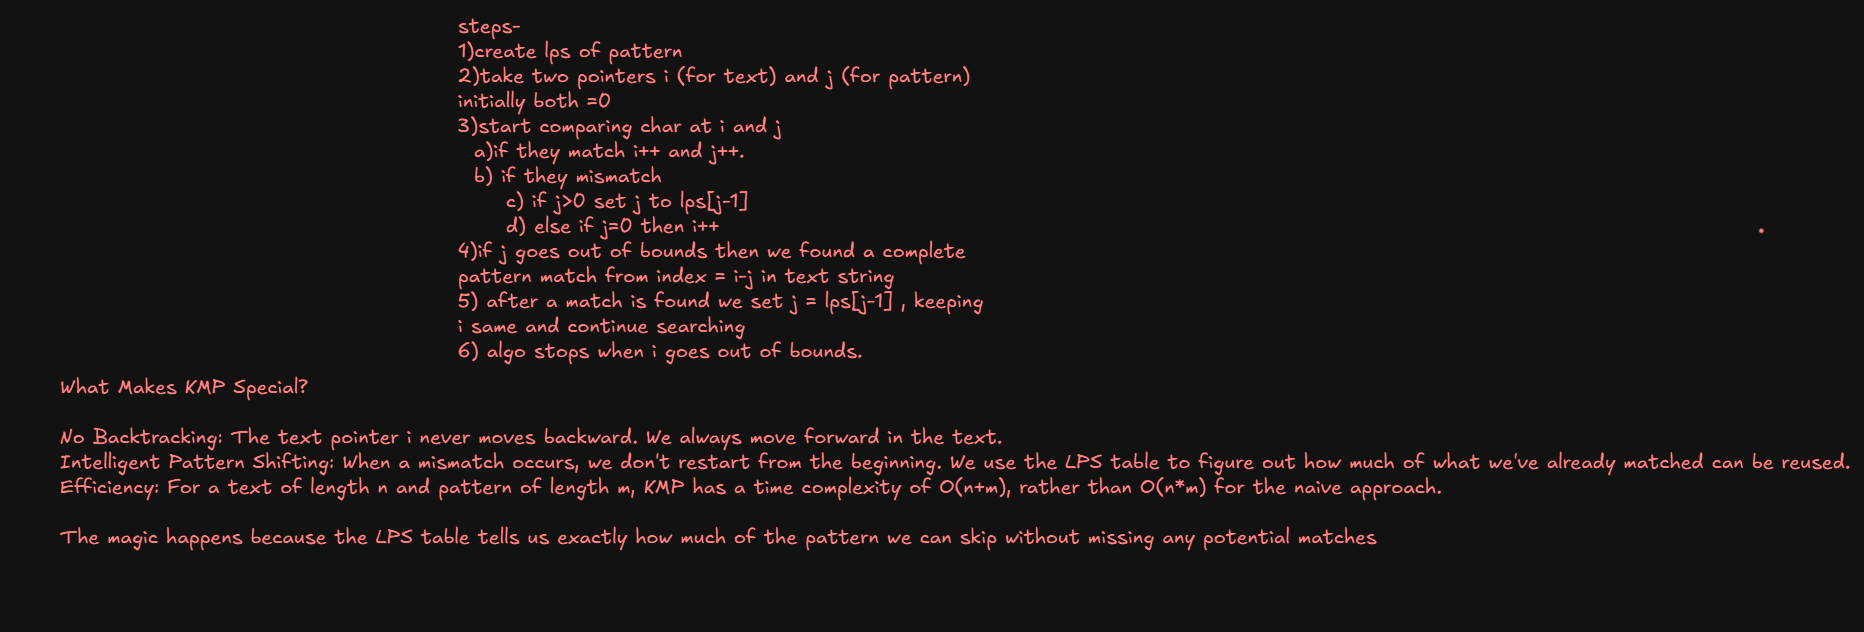 steps-
1)create lps of pattern
2)take two pointers i (for text) and j (for pattern)
initially both =0
3)start comparing char at i and j
a)if they match i++ and j++.
b) if they mismatch
c) if j>0 set j to lps[j-1]
d) else if j=0 then i++
4)if j goes out of bounds then we found a complete
pattern match from index = i-j in text string
5) after a match is found we set j = lps[j-1] , keeping
i same and continue searching
6) algo stops when i goes out of bounds.
What Makes KMP Special?
No Backtracking: The text pointer i never moves backward. We always move forward in the text.
Intelligent Pattern Shifting: When a mismatch occurs, we don't restart from the beginning. We use the LPS table to figure out how much of what we've already matched can be reused.
Efficiency: For a text of length n and pattern of length m, KMP has a time complexity of O(n+m), rather than O(n*m) for the naive approach.
The magic happens because the LPS table tells us exactly how much of the pattern we can skip without missing any potential matches